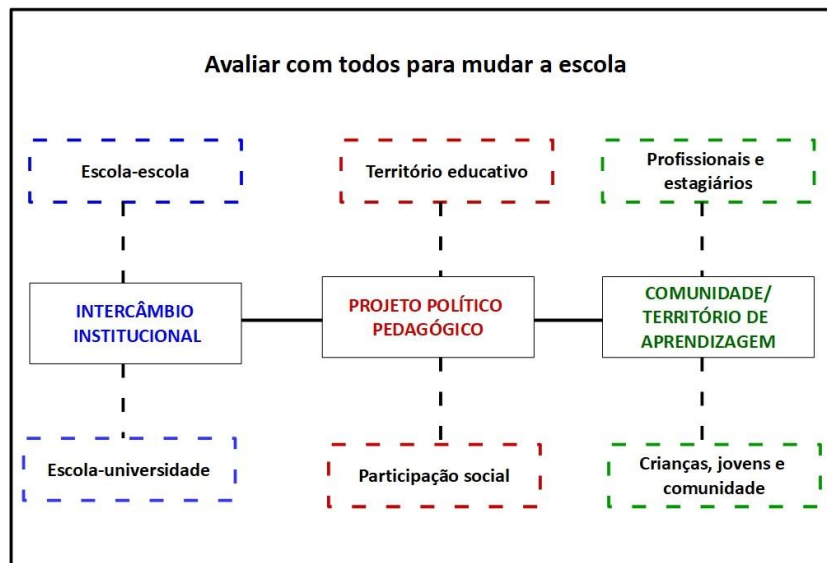 Avaliar com todos para mudar a escola
Escola-escola
Território educativo
Profissionais e
estagiários
INTERCÂMBIO
INSTITUCIONAL
PROJETO POLÍTICO
PEDAGÓGICO
COMUNIDADE/
TERRITÓRIO DE
APRENDIZAGEM
Escola-universidade
Participação social
Crianças, jovens e
comunidade